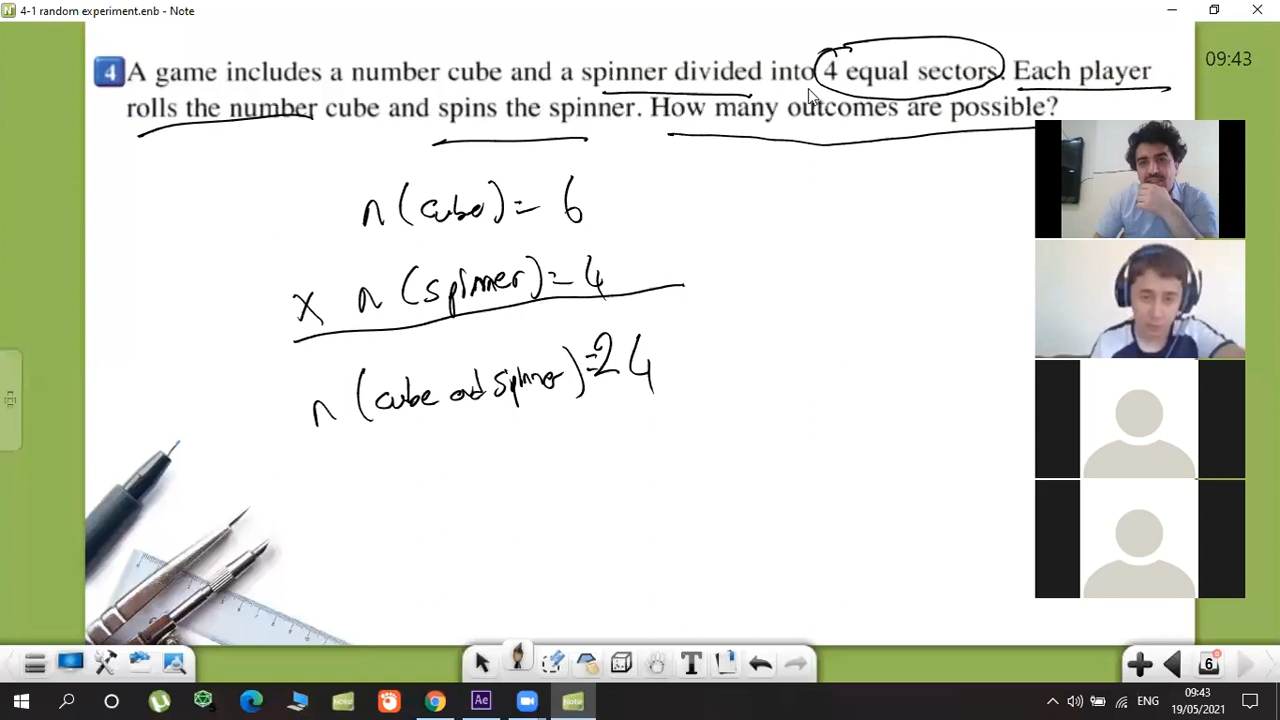 4-1 random experiment.enb - Note
09:43
4 A game includes a number cube and a spinner divided into 4 equal sectors. Each player
rolls the number cube and spins the spinner. How many outcomes are possible?
n (cube) = 6
x n (spinner) = 4
n (cube and spinner) = 24
6
Ae
Note
ENG
09:43
19/05/2021